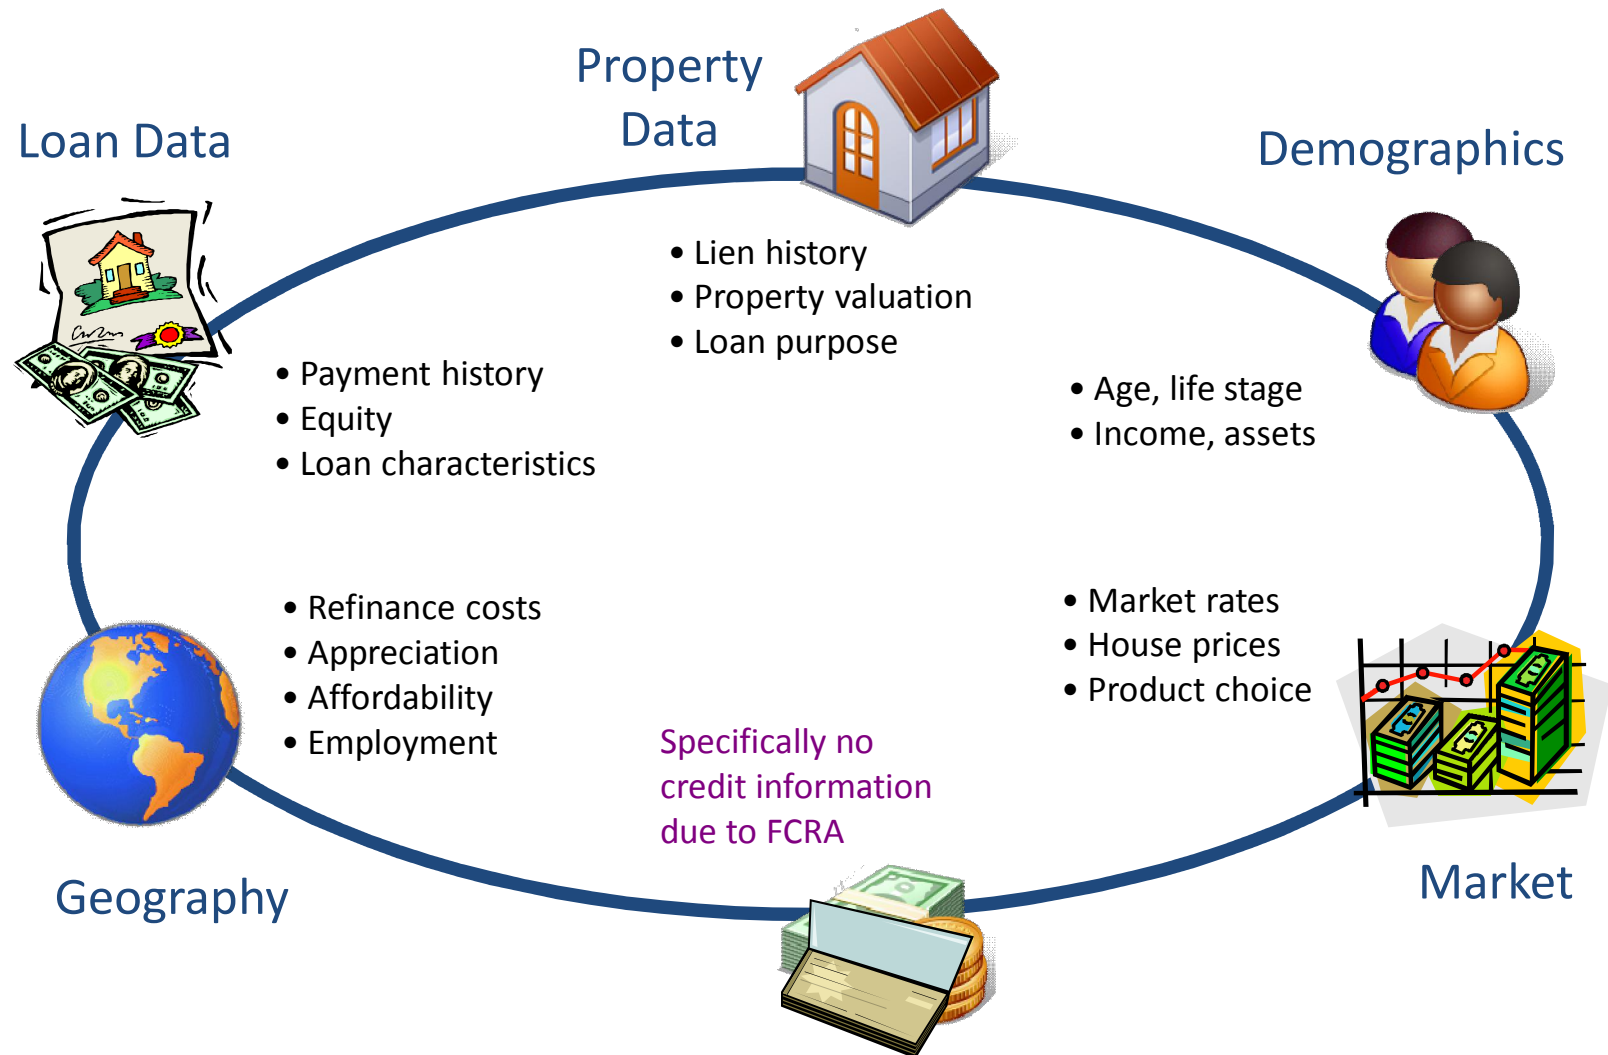 Property
Data
Loan Data
Demographics
• Lien history
• Property valuation
• Loan purpose
• Payment history
• Equity
• Loan characteristics
• Age, life stage
• Income, assets
• Refinance costs
• Appreciation
• Affordability
• Employment
• Market rates
• House prices
• Product choice
Specifically no
credit information
due to FCRA
Geography
Market